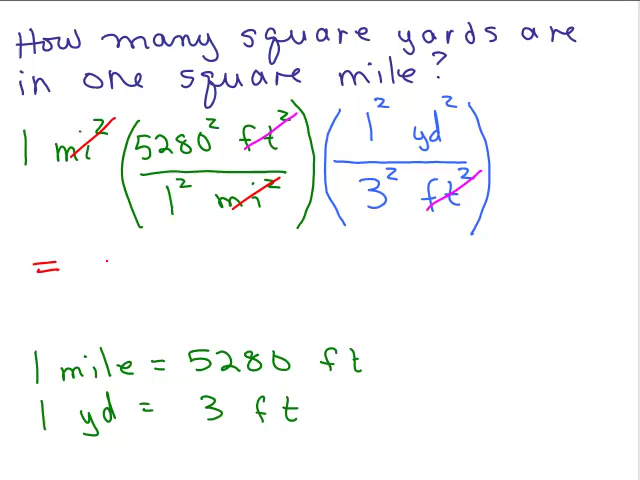 How many square yards are
in one square mile?
1 mi² (5280² ft² / 1² mi²) (1² yd² / 3² ft²)
=
1 mile = 5280 ft
1 yd = 3 ft